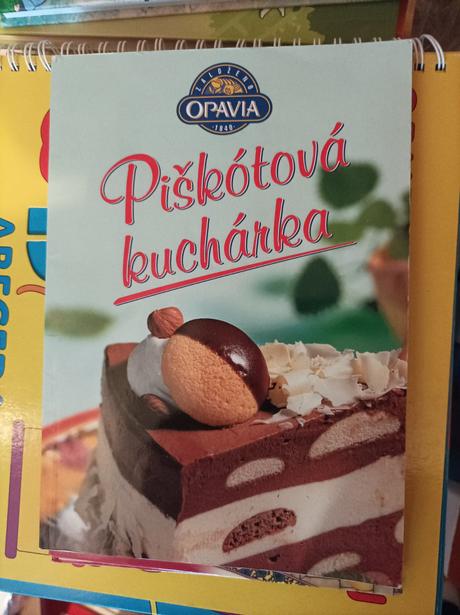 ZALOŽENO
OPAVIA
·1840·
Piškótová
kuchárka